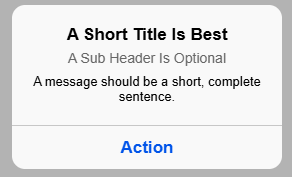 A Short Title Is Best
A Sub Header Is Optional
A message should be a short, complete
sentence.
Action